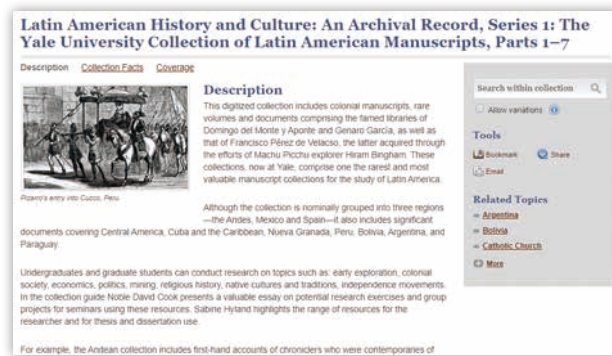 Latin American History and Culture: An Archival Record, Series 1: The
Yale University Collection of Latin American Manuscripts, Parts 1–7
Description Collection Facts Coverage
Pizarro's entry into Cuzco, Peru
Description
This digitized collection includes colonial manuscripts, rare
volumes and documents comprising the famed libraries of
Domingo del Monte y Aponte and Genaro García, as well as
that of Francisco Pérez de Velacso, the latter acquired through
the efforts of Machu Picchu explorer Hiram Bingham. These
collections, now at Yale, comprise one the rarest and most
valuable manuscript collections for the study of Latin America.
Although the collection is nominally grouped into three regions
—the Andes, Mexico and Spain—it also includes significant
documents covering Central America, Cuba and the Caribbean, Nueva Granada, Peru, Bolivia, Argentina, and
Paraguay.
Undergraduates and graduate students can conduct research on topics such as: early exploration, colonial
society, economics, politics, mining, religious history, native cultures and traditions, independence movements.
In the collection guide Noble David Cook presents a valuable essay on potential research exercises and group
projects for seminars using these resources. Sabine Hyland highlights the range of resources for the
researcher and for thesis and dissertation use.
For example, the Andean collection includes first-hand accounts of chroniclers who were contemporaries of
Search within collection
Allow variations
Tools
Bookmark Share
Email
Related Topics
Argentina
Bolivia
Catholic Church
More